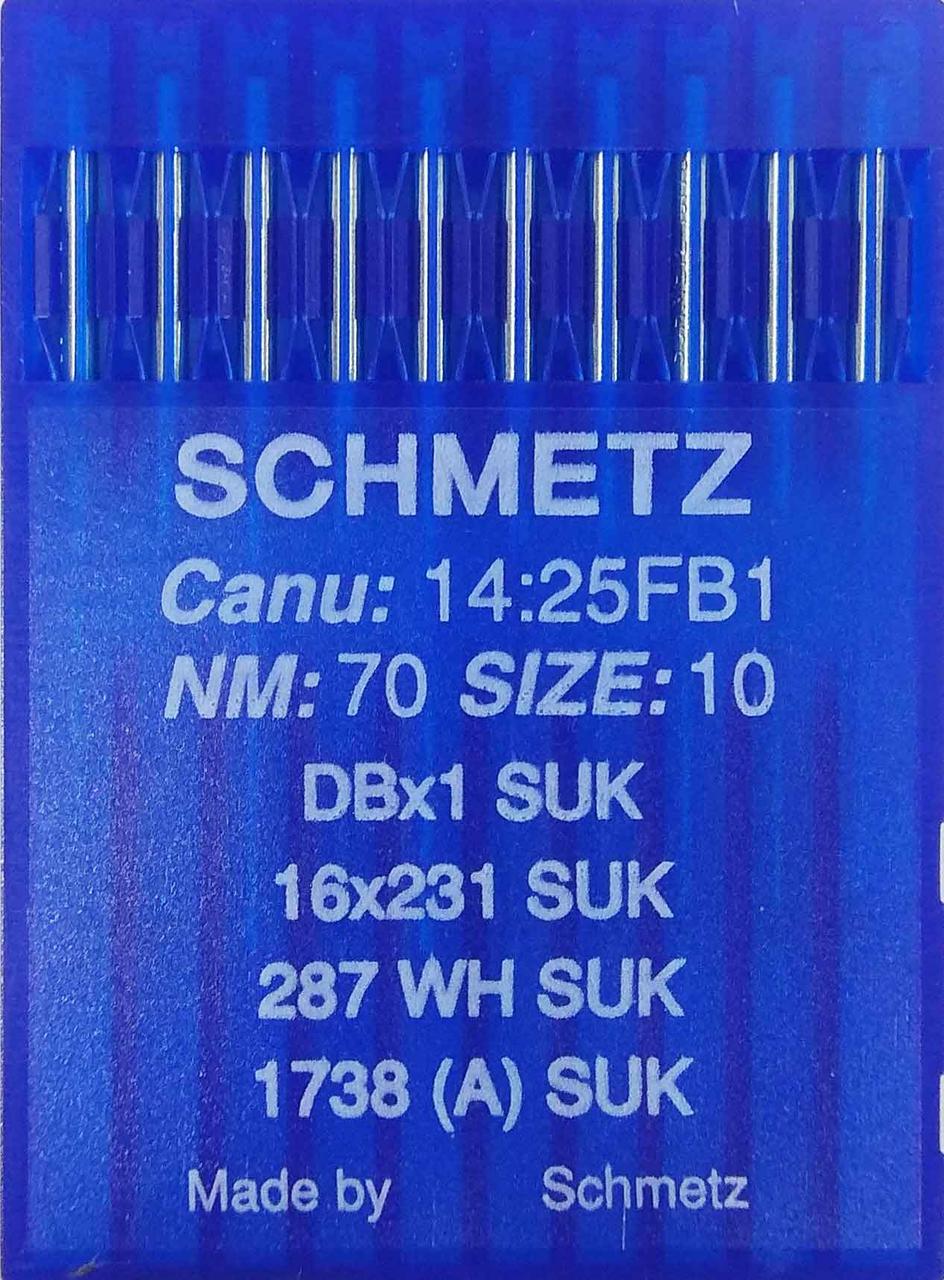 SCHMETZ
Canu: 14:25FB1
NM: 70 SIZE: 10
DBx1 SUK
16x231 SUK
287 WH SUK
1738 (A) SUK
Made by Schmetz